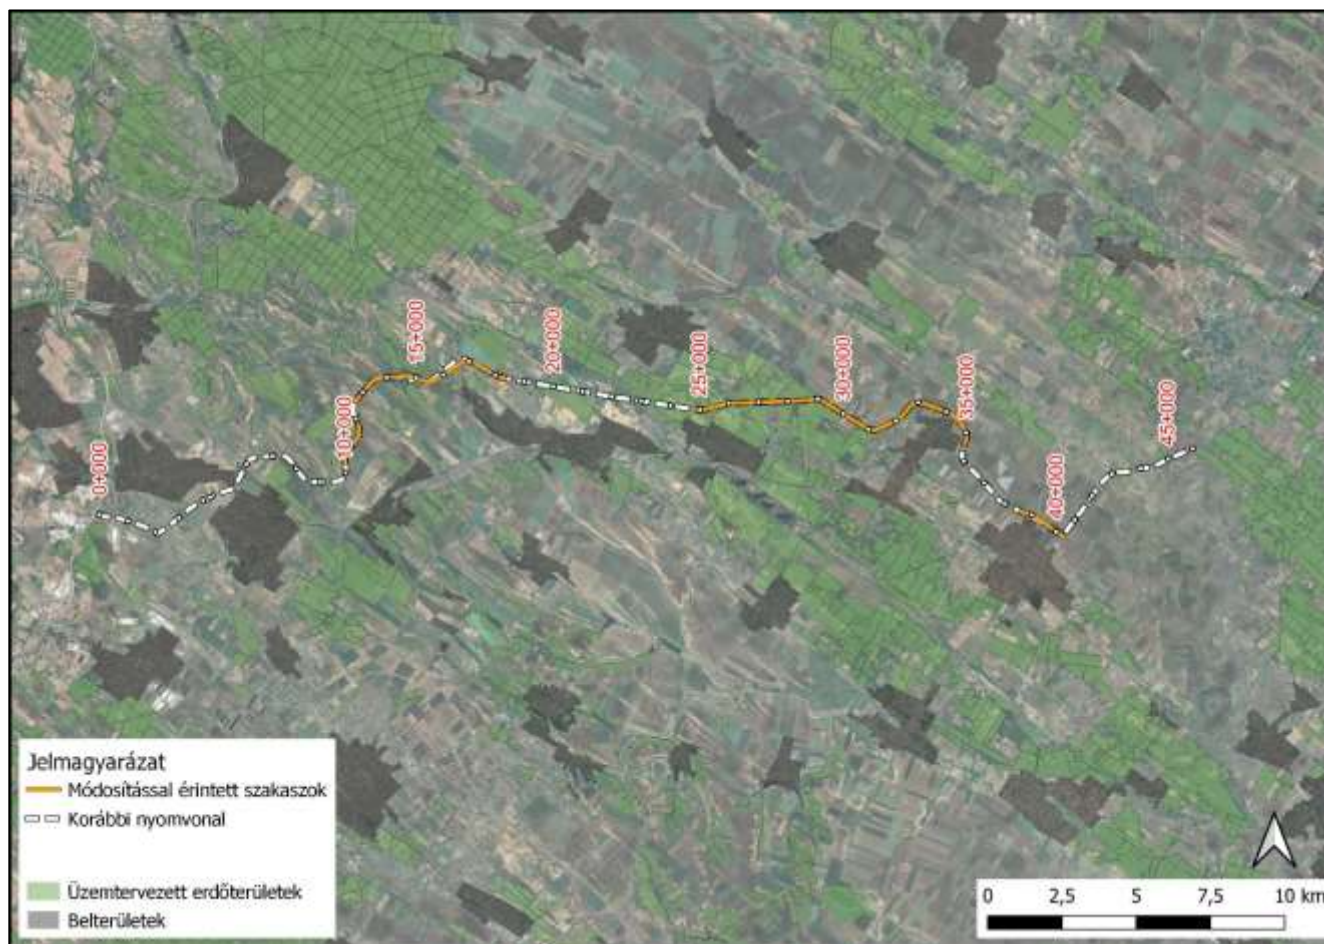 0+000
10+000
15+000
20+000
25+000
30+000
35+000
40+000
45+000
Jelmagyarázat
Módosítással érintett szakaszok
Korábbi nyomvonal
Üzemtervezett erdőterületek
Belterületek
0 2,5 5 7,5 10 km